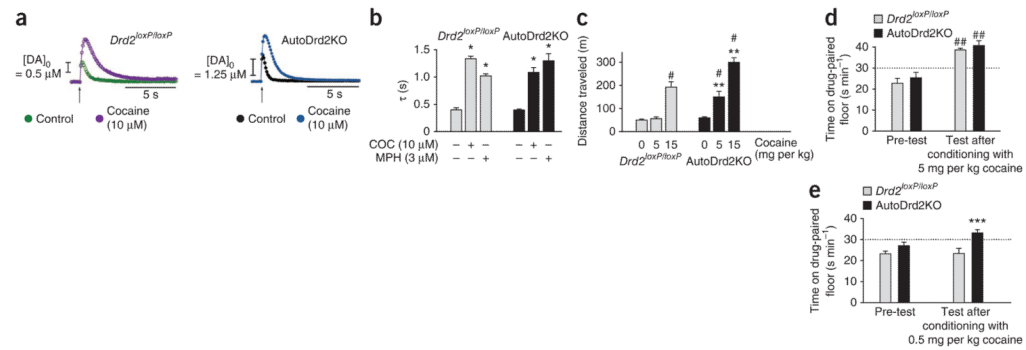 a
Drd2loxP/loxP
AutoDrd2KO
[DA]0
= 0.5 μM
[DA]0
= 1.25 μM
5 s
5 s
Control
Cocaine
(10 μM)
Control
Cocaine
(10 μM)
b
Drd2loxP/loxP
AutoDrd2KO
τ (s)
1.5
1.0
0.5
0
* * * *
COC (10 μM) – + – – + –
MPH (3 μM) – – + – – +
c
Distance traveled (m)
400
300
200
100
0
#
#
**
#
**
0 5 15 0 5 15
Cocaine
(mg per kg)
Drd2loxP/loxP AutoDrd2KO
d
Drd2loxP/loxP
AutoDrd2KO
Time on drug-paired
floor (s min–1)
40
30
20
10
0
## ##
Pre-test
Test after
conditioning with
5 mg per kg cocaine
e
Drd2loxP/loxP
AutoDrd2KO
Time on drug-paired
floor (s min–1)
40
30
20
10
0
***
Pre-test
Test after
conditioning with
0.5 mg per kg cocaine